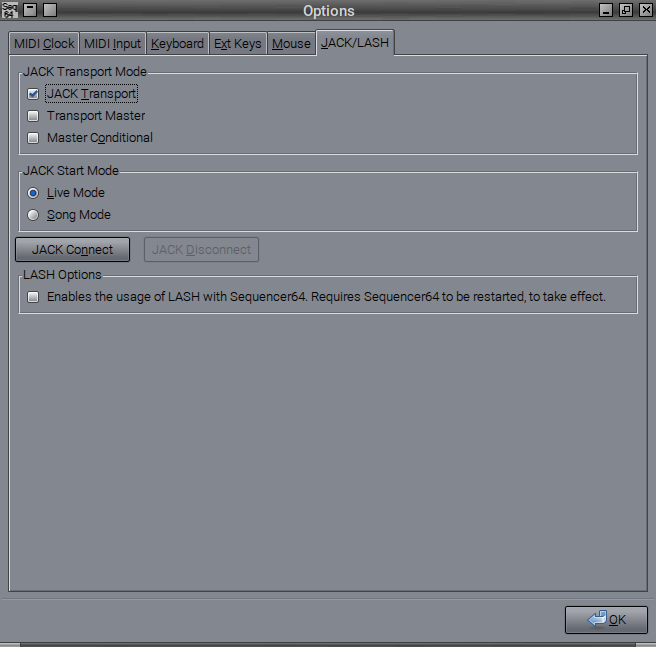 Seq
64
Options
MIDI Clock MIDI Input Keyboard Ext Keys Mouse JACK/LASH
JACK Transport Mode
JACK Transport
Transport Master
Master Conditional
JACK Start Mode
Live Mode
Song Mode
JACK Connect JACK Disconnect
LASH Options
Enables the usage of LASH with Sequencer64. Requires Sequencer64 to be restarted, to take effect.
OK